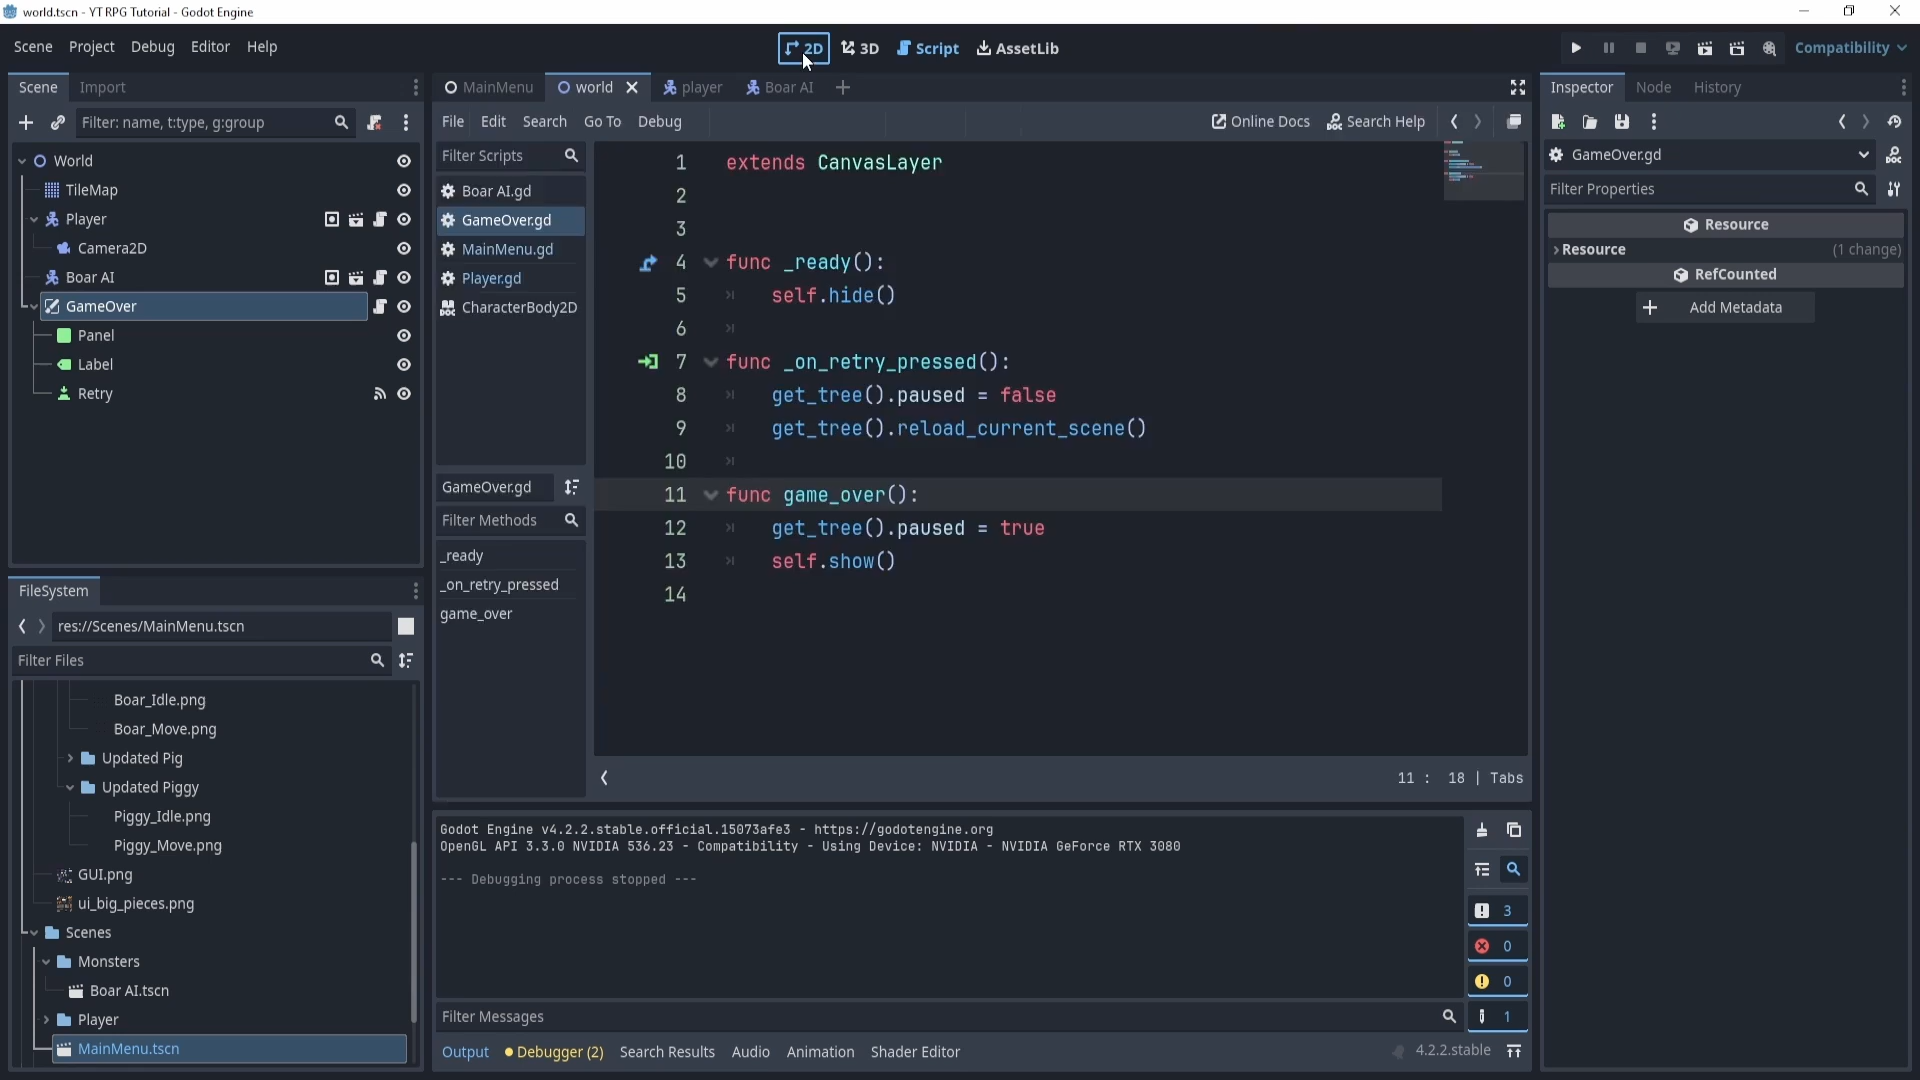 world.tscn - YT RPG Tutorial - Godot Engine
Scene Project Debug Editor Help
2D 3D Script AssetLib
Compatibility
Scene Import
Filter: name, t:type, g:group
World
TileMap
Player
Camera2D
Boar AI
GameOver
Panel
Label
Retry
FileSystem
res://Scenes/MainMenu.tscn
Filter Files
Boar_Idle.png
Boar_Move.png
Updated Pig
Updated Piggy
Piggy_Idle.png
Piggy_Move.png
GUI.png
ui_big_pieces.png
Scenes
Monsters
Boar AI.tscn
Player
MainMenu.tscn
MainMenu world player Boar AI
File Edit Search Go To Debug
Online Docs Search Help
Filter Scripts
Boar AI.gd
GameOver.gd
MainMenu.gd
Player.gd
CharacterBody2D
GameOver.gd
Filter Methods
_ready
_on_retry_pressed
game_over
1 extends CanvasLayer
2
3
4 func _ready():
5 self.hide()
6
7 func _on_retry_pressed():
8 get_tree().paused = false
9 get_tree().reload_current_scene()
10
11 func game_over():
12 get_tree().paused = true
13 self.show()
14
11 : 18 | Tabs
Godot Engine v4.2.2.stable.official.15073afe3 - https://godotengine.org
OpenGL API 3.3.0 NVIDIA 536.23 - Compatibility - Using Device: NVIDIA - NVIDIA GeForce RTX 3080
--- Debugging process stopped ---
3
0
0
1
Filter Messages
Output Debugger (2) Search Results Audio Animation Shader Editor
4.2.2.stable
Inspector Node History
GameOver.gd
Filter Properties
Resource
Resource (1 change)
RefCounted
Add Metadata